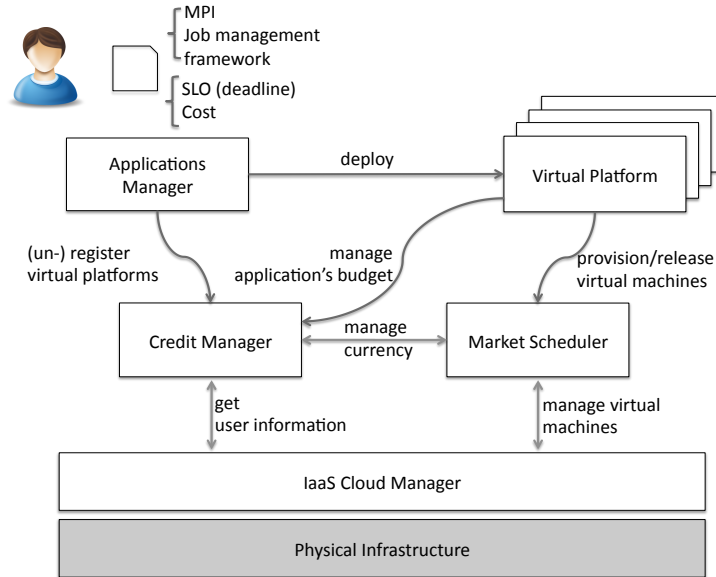 MPI
Job management
framework
SLO (deadline)
Cost
Applications
Manager
deploy
Virtual Platform
(un-) register
virtual platforms
manage
application's budget
provision/release
virtual machines
Credit Manager
manage
currency
Market Scheduler
get
user information
manage virtual
machines
IaaS Cloud Manager
Physical Infrastructure